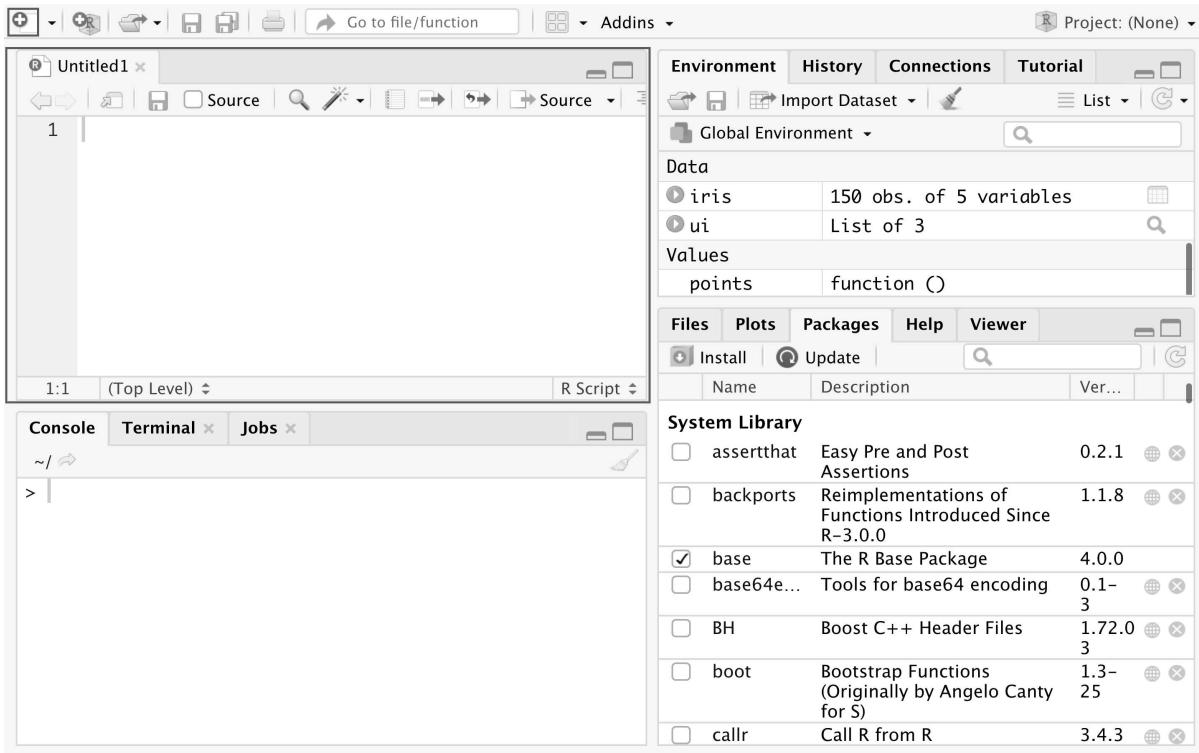 Go to file/function Addins Project: (None)
Untitled1
Source Source
1
1:1 (Top Level) R Script
Console Terminal Jobs
~/
>
Environment History Connections Tutorial
Import Dataset List
Global Environment
Data
iris 150 obs. of 5 variables
ui List of 3
Values
points function ()
Files Plots Packages Help Viewer
Install Update
Name Description Ver...
System Library
assertthat Easy Pre and Post 0.2.1
Assertions
backports Reimplementations of 1.1.8
Functions Introduced Since
R-3.0.0
base The R Base Package 4.0.0
base64e... Tools for base64 encoding 0.1-
3
BH Boost C++ Header Files 1.72.0
3
boot Bootstrap Functions 1.3-
(Originally by Angelo Canty 25
for S)
callr Call R from R 3.4.3